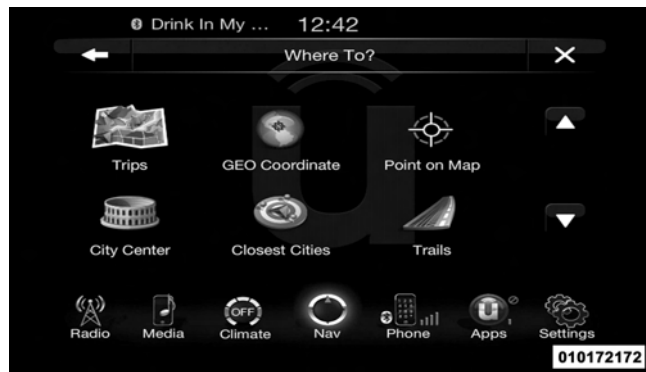 Drink In My ... 12:42
Where To?
Trips GEO Coordinate Point on Map
City Center Closest Cities Trails
OFF
Radio Media Climate Nav Phone Apps Settings
010172172